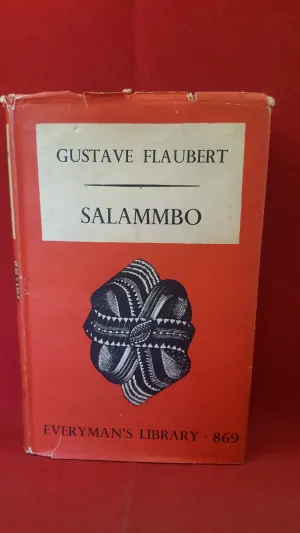 GUSTAVE FLAUBERT
SALAMMBO
EVERYMAN'S LIBRARY · 869